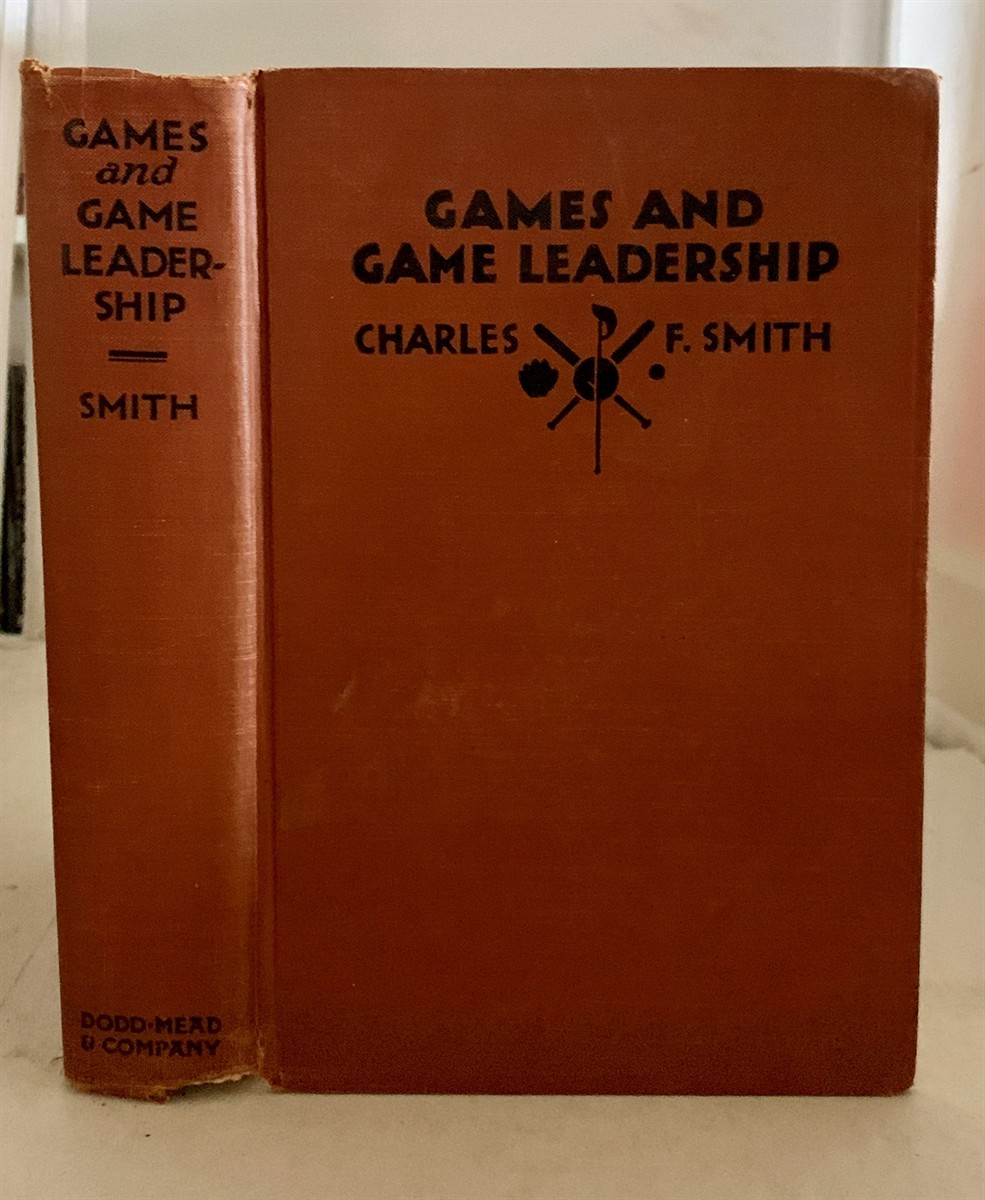 GAMES
and
GAME
LEADER-
SHIP
SMITH
DODD·MEAD
& COMPANY
GAMES AND
GAME LEADERSHIP
CHARLES F. SMITH